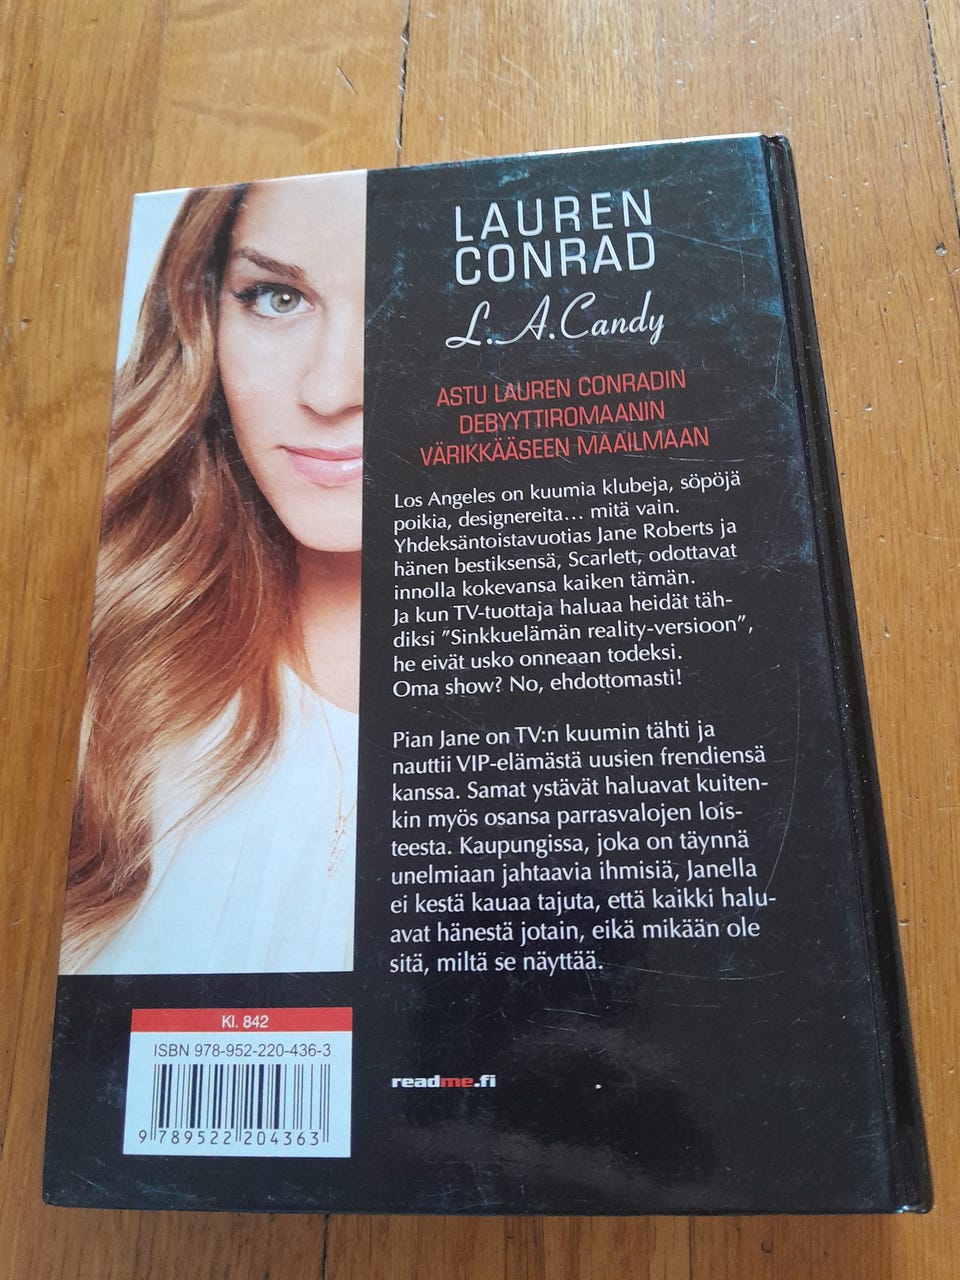 LAUREN
CONRAD
L.A.Candy
ASTU LAUREN CONRADIN
DEBYYTTIROMAANIN
VÄRIKKÄÄSEEN MAAILMAAN
Los Angeles on kuumia klubeja, söpöjä
poikia, designereita... mitä vain.
Yhdeksäntoistavuotias Jane Roberts ja
hänen bestiksensä, Scarlett, odottavat
innolla kokevansa kaiken tämän.
Ja kun TV-tuottaja haluaa heidät täh-
diksi ”Sinkkuelämän reality-versioon”,
he eivät usko onneaan todeksi.
Oma show? No, ehdottomasti!
Pian Jane on TV:n kuumin tähti ja
nauttii VIP-elämästä uusien frendiensä
kanssa. Samat ystävät haluavat kuiten-
kin myös osansa parrasvalojen lois-
teesta. Kaupungissa, joka on täynnä
unelmiaan jahtaavia ihmisiä, Janella
ei kestä kauaa tajuta, että kaikki halu-
avat hänestä jotain, eikä mikään ole
sitä, miltä se näyttää.
Kl. 842
ISBN 978-952-220-436-3
9 789522 204363
readme.fi